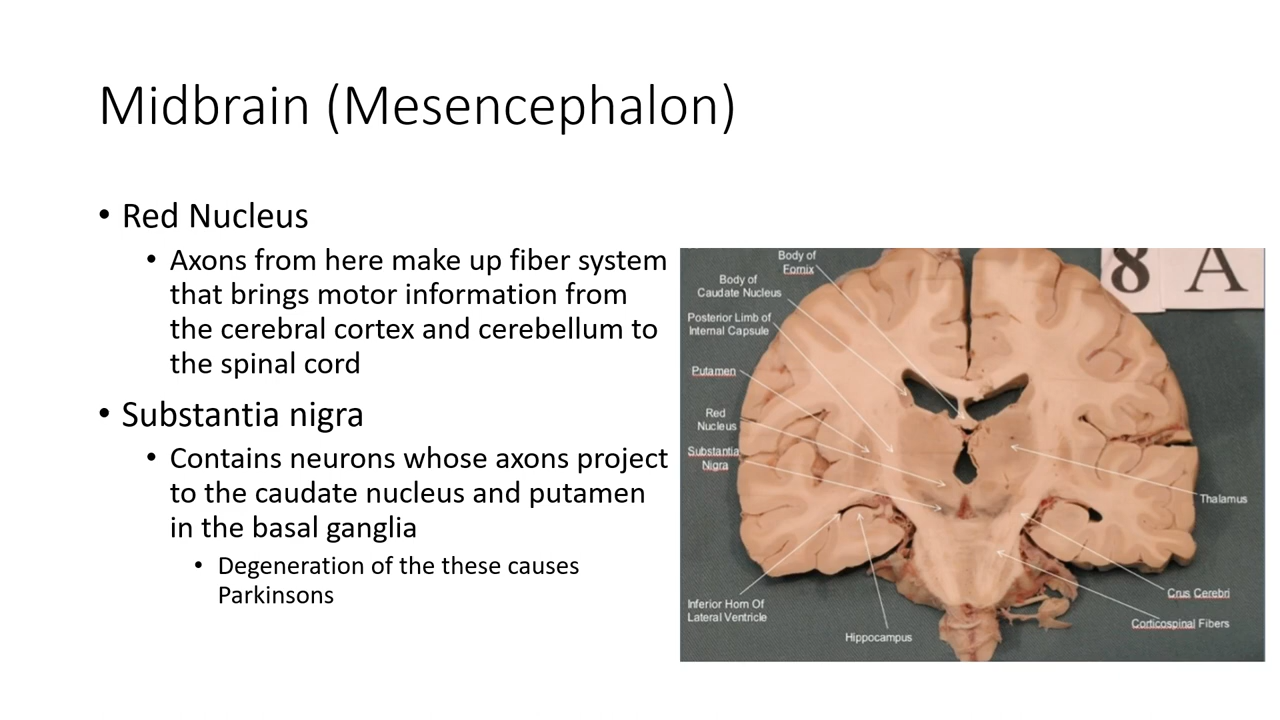 Midbrain (Mesencephalon)
• Red Nucleus
• Axons from here make up fiber system
that brings motor information from
the cerebral cortex and cerebellum to
the spinal cord
• Substantia nigra
• Contains neurons whose axons project
to the caudate nucleus and putamen
in the basal ganglia
• Degeneration of the these causes
Parkinsons
8 A
Body of
Fornix
Body of
Caudate Nucleus
Posterior Limb of
Internal Capsule
Putamen
Red
Nucleus
Substantia
Nigra
Thalamus
Crus Cerebri
Corticospinal Fibers
Inferior Horn Of
Lateral Ventricle
Hippocampus